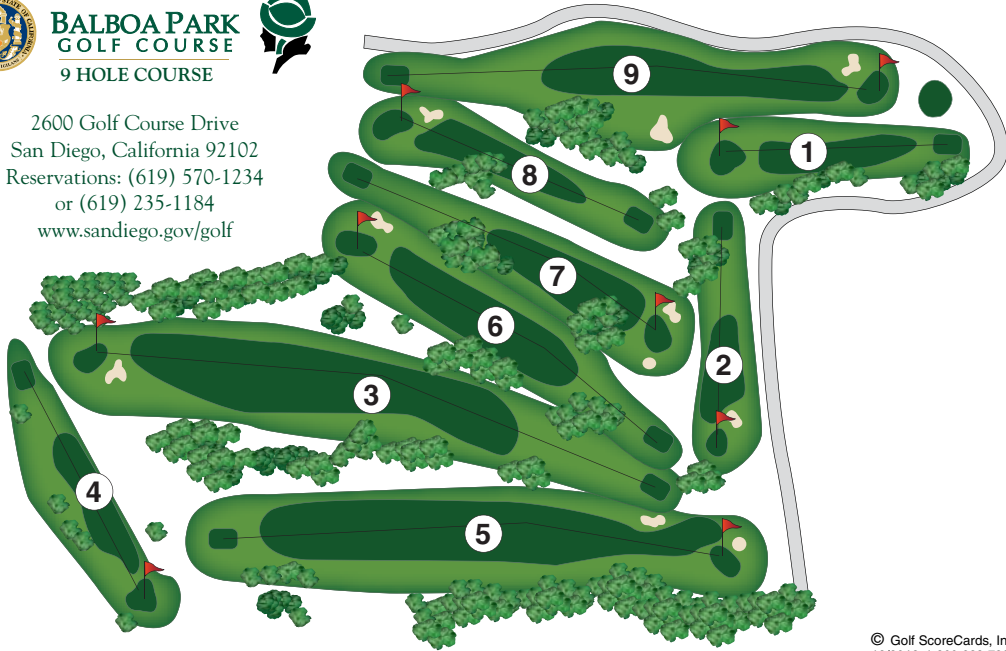 BALBOA PARK
GOLF COURSE
9 HOLE COURSE
2600 Golf Course Drive
San Diego, California 92102
Reservations: (619) 570-1234
or (619) 235-1184
www.sandiego.gov/golf
9
1
8
7
6
2
3
4
5
© Golf ScoreCards, In